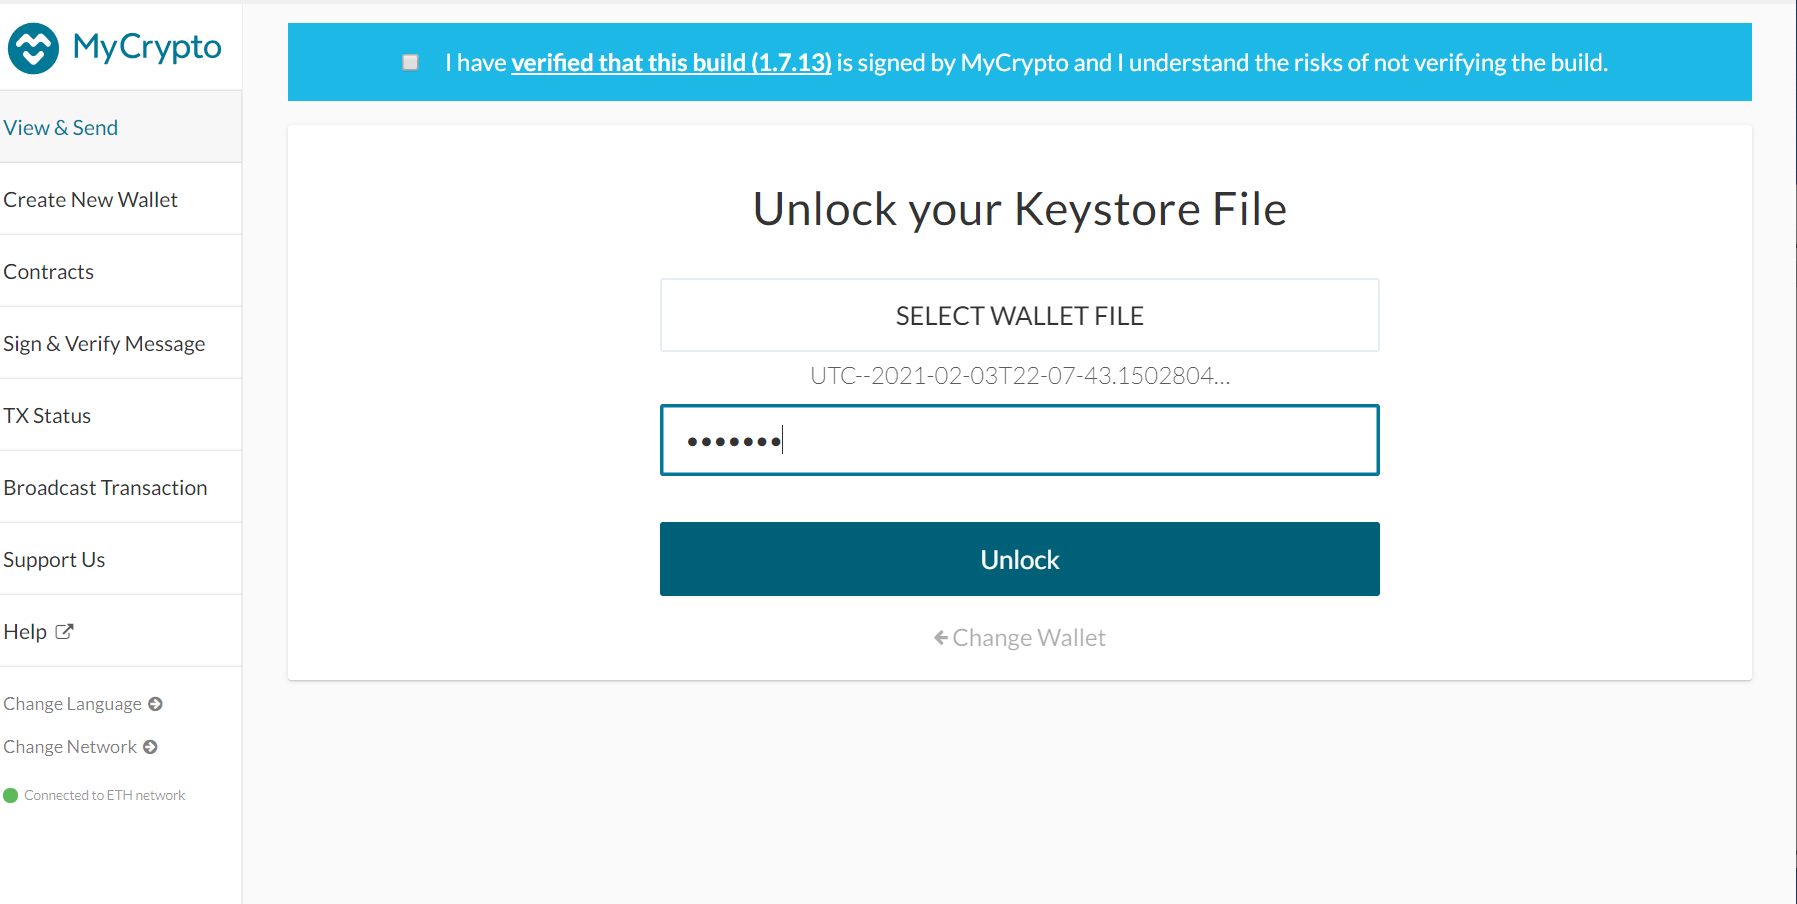 MyCrypto
I have verified that this build (1.7.13) is signed by MyCrypto and I understand the risks of not verifying the build.
View & Send
Create New Wallet
Contracts
Sign & Verify Message
TX Status
Broadcast Transaction
Support Us
Help
Change Language
Change Network
Connected to ETH network
Unlock your Keystore File
SELECT WALLET FILE
UTC--2021-02-03T22-07-43.1502804...
•••••••
Unlock
Change Wallet